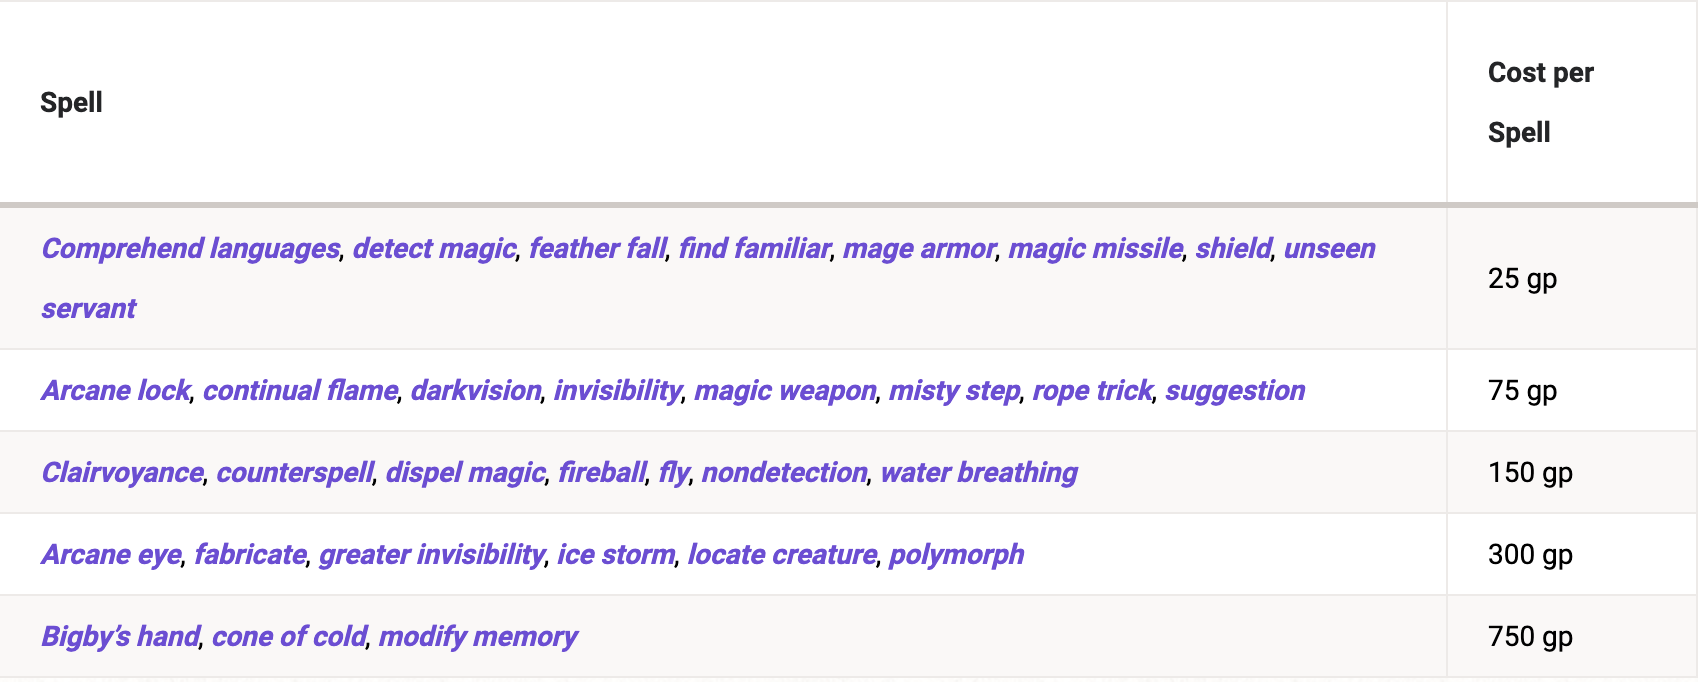 Spell
Cost per
Spell
Comprehend languages, detect magic, feather fall, find familiar, mage armor, magic missile, shield, unseen
servant
25 gp
Arcane lock, continual flame, darkvision, invisibility, magic weapon, misty step, rope trick, suggestion
75 gp
Clairvoyance, counterspell, dispel magic, fireball, fly, nondetection, water breathing
150 gp
Arcane eye, fabricate, greater invisibility, ice storm, locate creature, polymorph
300 gp
Bigby’s hand, cone of cold, modify memory
750 gp